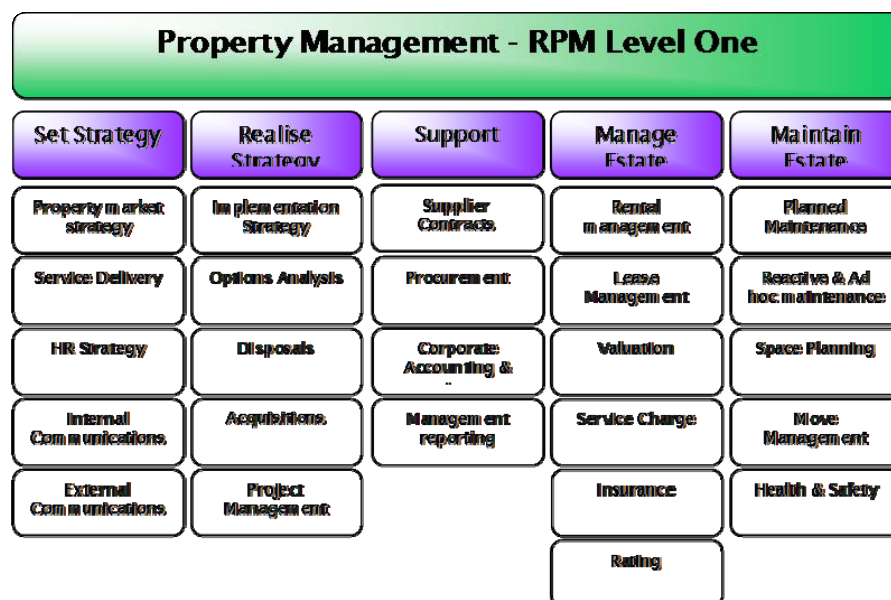 Property Management - RPM Level One
Set Strategy
Realise
Strategy
Support
Manage
Estate
Maintain
Estate
Property market
strategy
Implementation
Strategy
Supplier
Contracts
Rental
management
Planned
Maintenance
Service Delivery
Options Analysis
Procurement
Lease
Management
Reactive & Ad
hoc maintenance
HR Strategy
Disposals
Corporate
Accounting &
Valuation
Space Planning
Internal
Communications
Acquisitions
Management
reporting
Service Charge
Move
Management
External
Communications
Project
Management
Insurance
Health & Safety
Rating